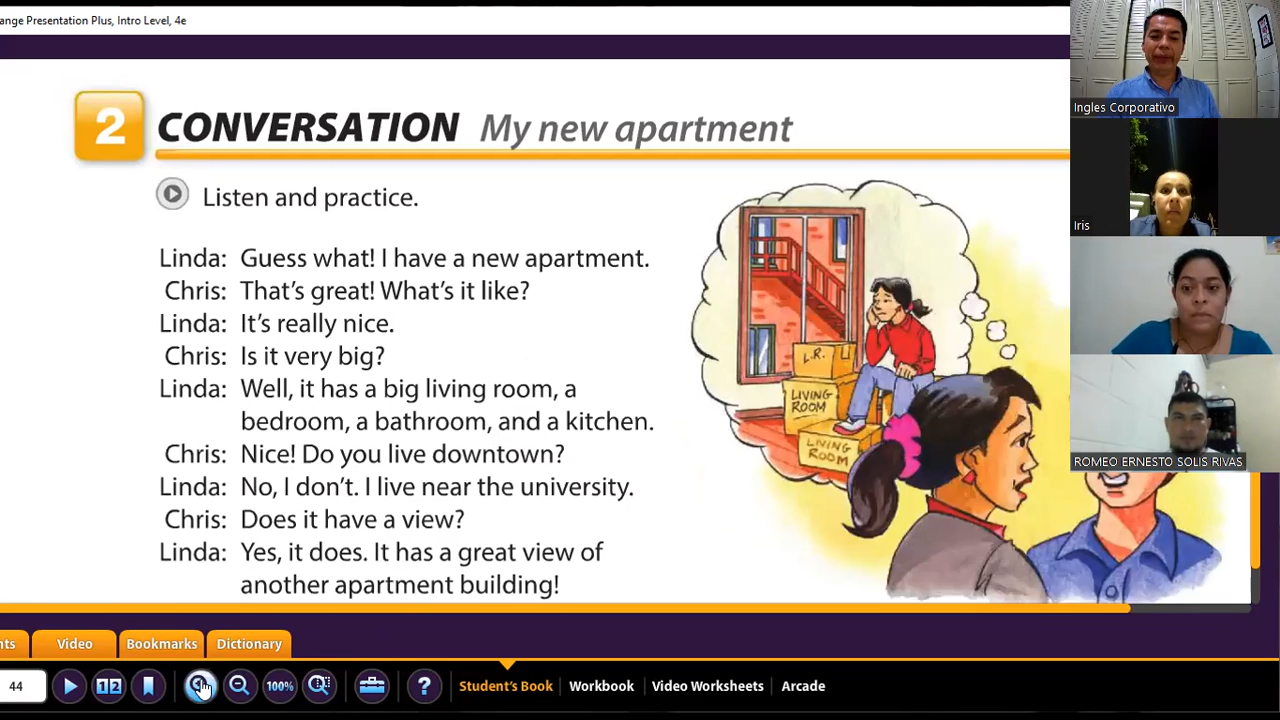 ange Presentation Plus, Intro Level, 4e
2 CONVERSATION My new apartment
Listen and practice.
Linda: Guess what! I have a new apartment.
Chris: That's great! What's it like?
Linda: It's really nice.
Chris: Is it very big?
Linda: Well, it has a big living room, a
bedroom, a bathroom, and a kitchen.
Chris: Nice! Do you live downtown?
Linda: No, I don't. I live near the university.
Chris: Does it have a view?
Linda: Yes, it does. It has a great view of
another apartment building!
L.R.
LIVING
ROOM
LIVING
ROOM
Ingles Corporativo
Iris
ROMEO ERNESTO SOLIS RIVAS
nts Video Bookmarks Dictionary
44 1 2 100% ? Student's Book Workbook Video Worksheets Arcade